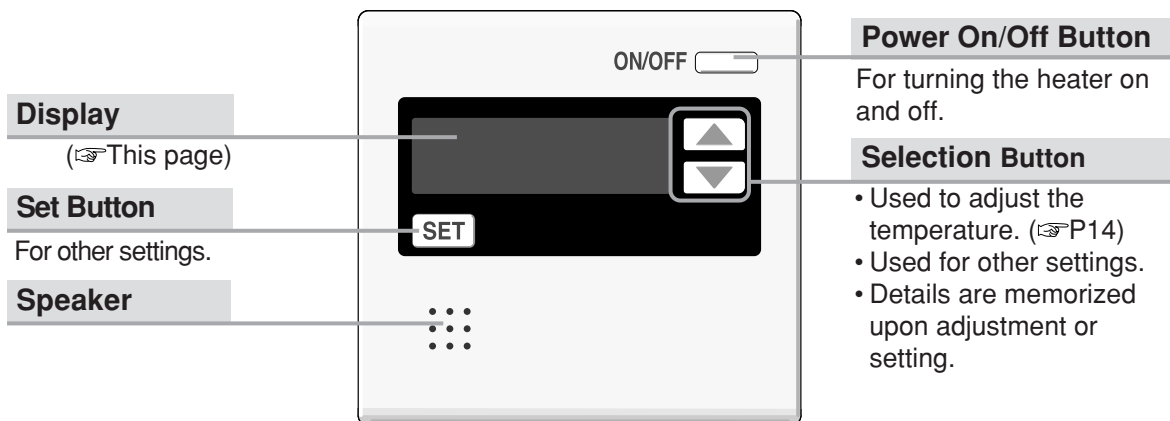 Display
(☞This page)
Set Button
For other settings.
Speaker
ON/OFF
SET
Power On/Off Button
For turning the heater on
and off.
Selection Button
• Used to adjust the
temperature. (☞P14)
• Used for other settings.
• Details are memorized
upon adjustment or
setting.